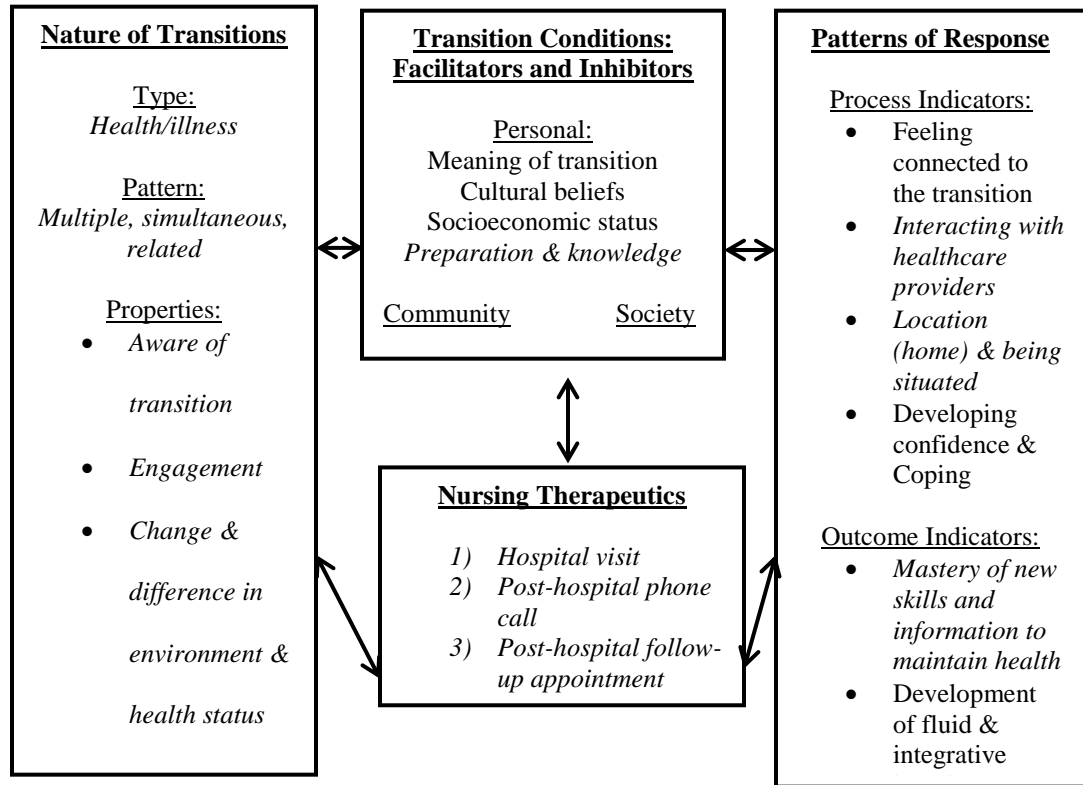 Nature of Transitions
Type:
Health/illness
Pattern:
Multiple, simultaneous,
related
Properties:
• Aware of
transition
• Engagement
• Change &
difference in
environment &
health status
Transition Conditions:
Facilitators and Inhibitors
Personal:
Meaning of transition
Cultural beliefs
Socioeconomic status
Preparation & knowledge
Community Society
Nursing Therapeutics
1) Hospital visit
2) Post-hospital phone
call
3) Post-hospital follow-
up appointment
Patterns of Response
Process Indicators:
• Feeling
connected to
the transition
• Interacting with
healthcare
providers
• Location
(home) & being
situated
• Developing
confidence &
Coping
Outcome Indicators:
• Mastery of new
skills and
information to
maintain health
• Development
of fluid &
integrative